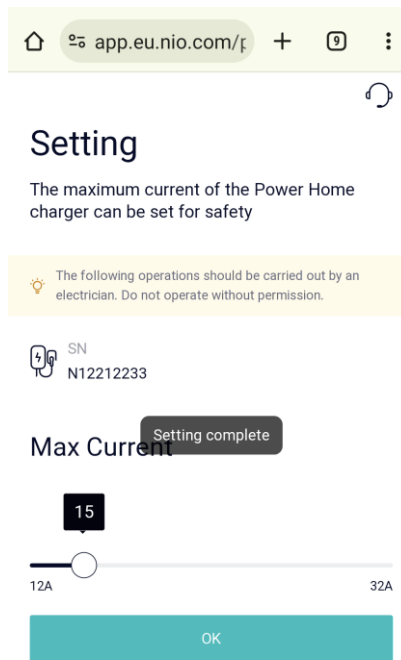 app.eu.nio.com/p
9
Setting
The maximum current of the Power Home
charger can be set for safety
The following operations should be carried out by an
electrician. Do not operate without permission.
SN
N12212233
Setting complete
Max Current
15
12A
32A
OK